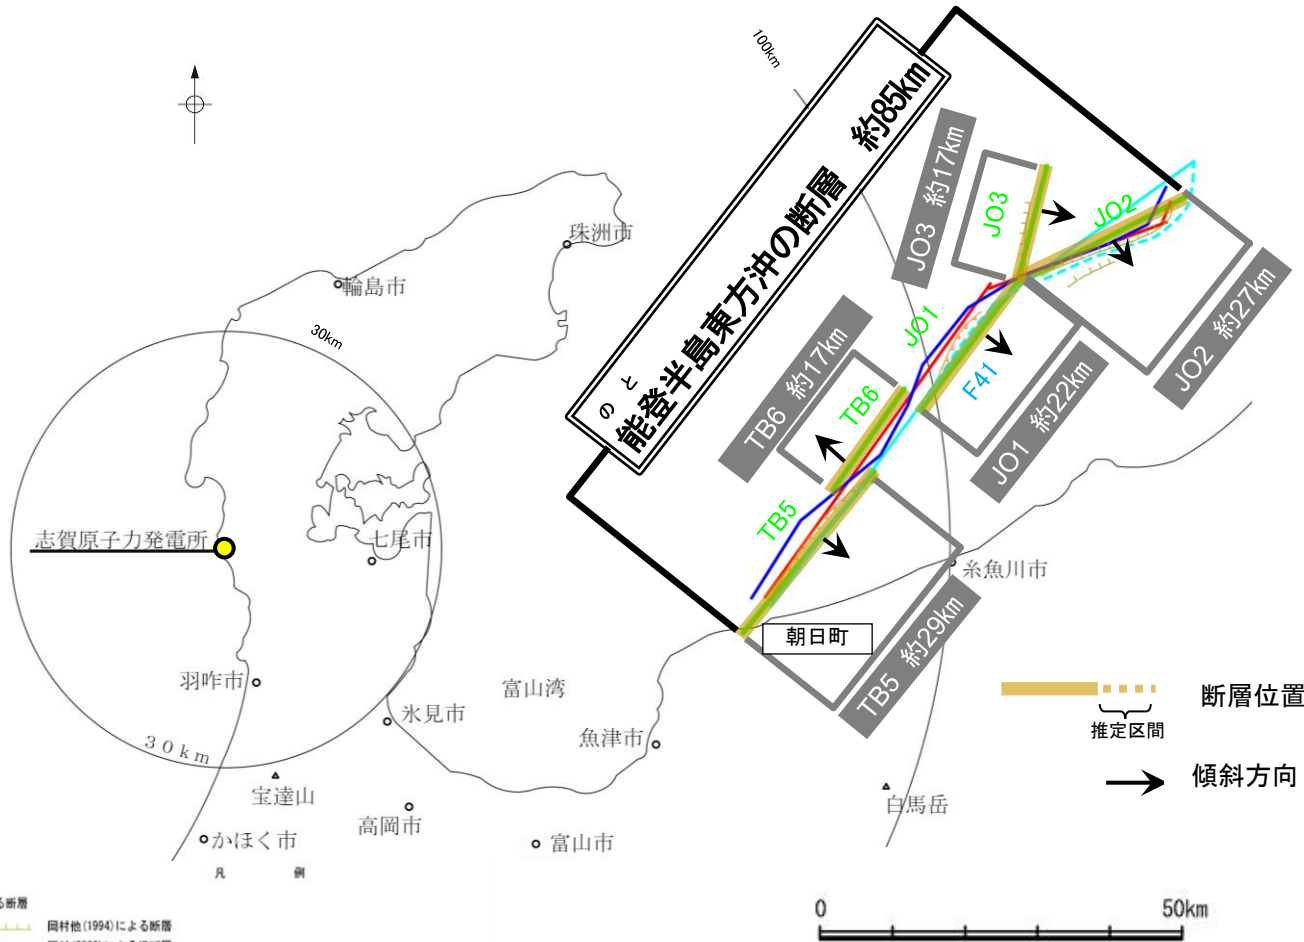 100km
能登半島東方沖の断層 約85km
のと
JO3 約17km
JO3
JO2
JO2 約27km
珠洲市
輪島市
30km
JO1
F41
JO1 約22km
TB6 約17km
TB6
TB5
志賀原子力発電所
七尾市
糸魚川市
朝日町
TB5 約29km
羽咋市
富山湾
氷見市
魚津市
30km
宝達山
高岡市
かほく市
富山市
白馬岳
断層位置
推定区間
傾斜方向
凡例
る断層
岡村他(1994)による断層
0 50km